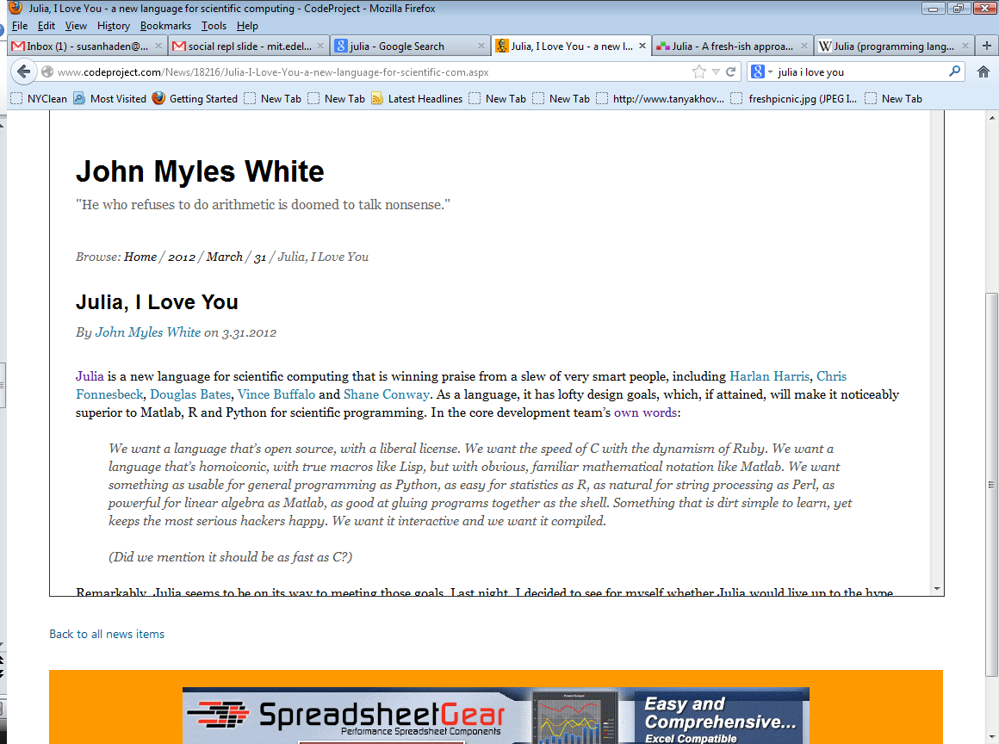 Julia, I Love You - a new language for scientific computing - CodeProject - Mozilla Firefox
File Edit View History Bookmarks Tools Help
Inbox (1) - susanhaden@... social repl slide - mit.edel... julia - Google Search Julia, I Love You - a new l... Julia - A fresh-ish approa... Julia (programming lang...
www.codeproject.com/News/18216/Julia-I-Love-You-a-new-language-for-scientific-com.aspx julia i love you
NYClean Most Visited Getting Started New Tab New Tab Latest Headlines New Tab New Tab http://www.tanyakhov... freshpicnic.jpg (JPEG I... New Tab
John Myles White
"He who refuses to do arithmetic is doomed to talk nonsense."
Browse: Home / 2012 / March / 31 / Julia, I Love You
Julia, I Love You
By John Myles White on 3.31.2012
Julia is a new language for scientific computing that is winning praise from a slew of very smart people, including Harlan Harris, Chris
Fonnesbeck, Douglas Bates, Vince Buffalo and Shane Conway. As a language, it has lofty design goals, which, if attained, will make it noticeably
superior to Matlab, R and Python for scientific programming. In the core development team's own words:
We want a language that's open source, with a liberal license. We want the speed of C with the dynamism of Ruby. We want a
language that's homoiconic, with true macros like Lisp, but with obvious, familiar mathematical notation like Matlab. We want
something as usable for general programming as Python, as easy for statistics as R, as natural for string processing as Perl, as
powerful for linear algebra as Matlab, as good at gluing programs together as the shell. Something that is dirt simple to learn, yet
keeps the most serious hackers happy. We want it interactive and we want it compiled.
(Did we mention it should be as fast as C?)
Remarkably, Julia seems to be on its way to meeting those goals. Last night, I decided to see for myself whether Julia would live up to the hype
Back to all news items
SpreadsheetGear
Performance Spreadsheet Components
Easy and
Comprehensive...
Excel Compatible